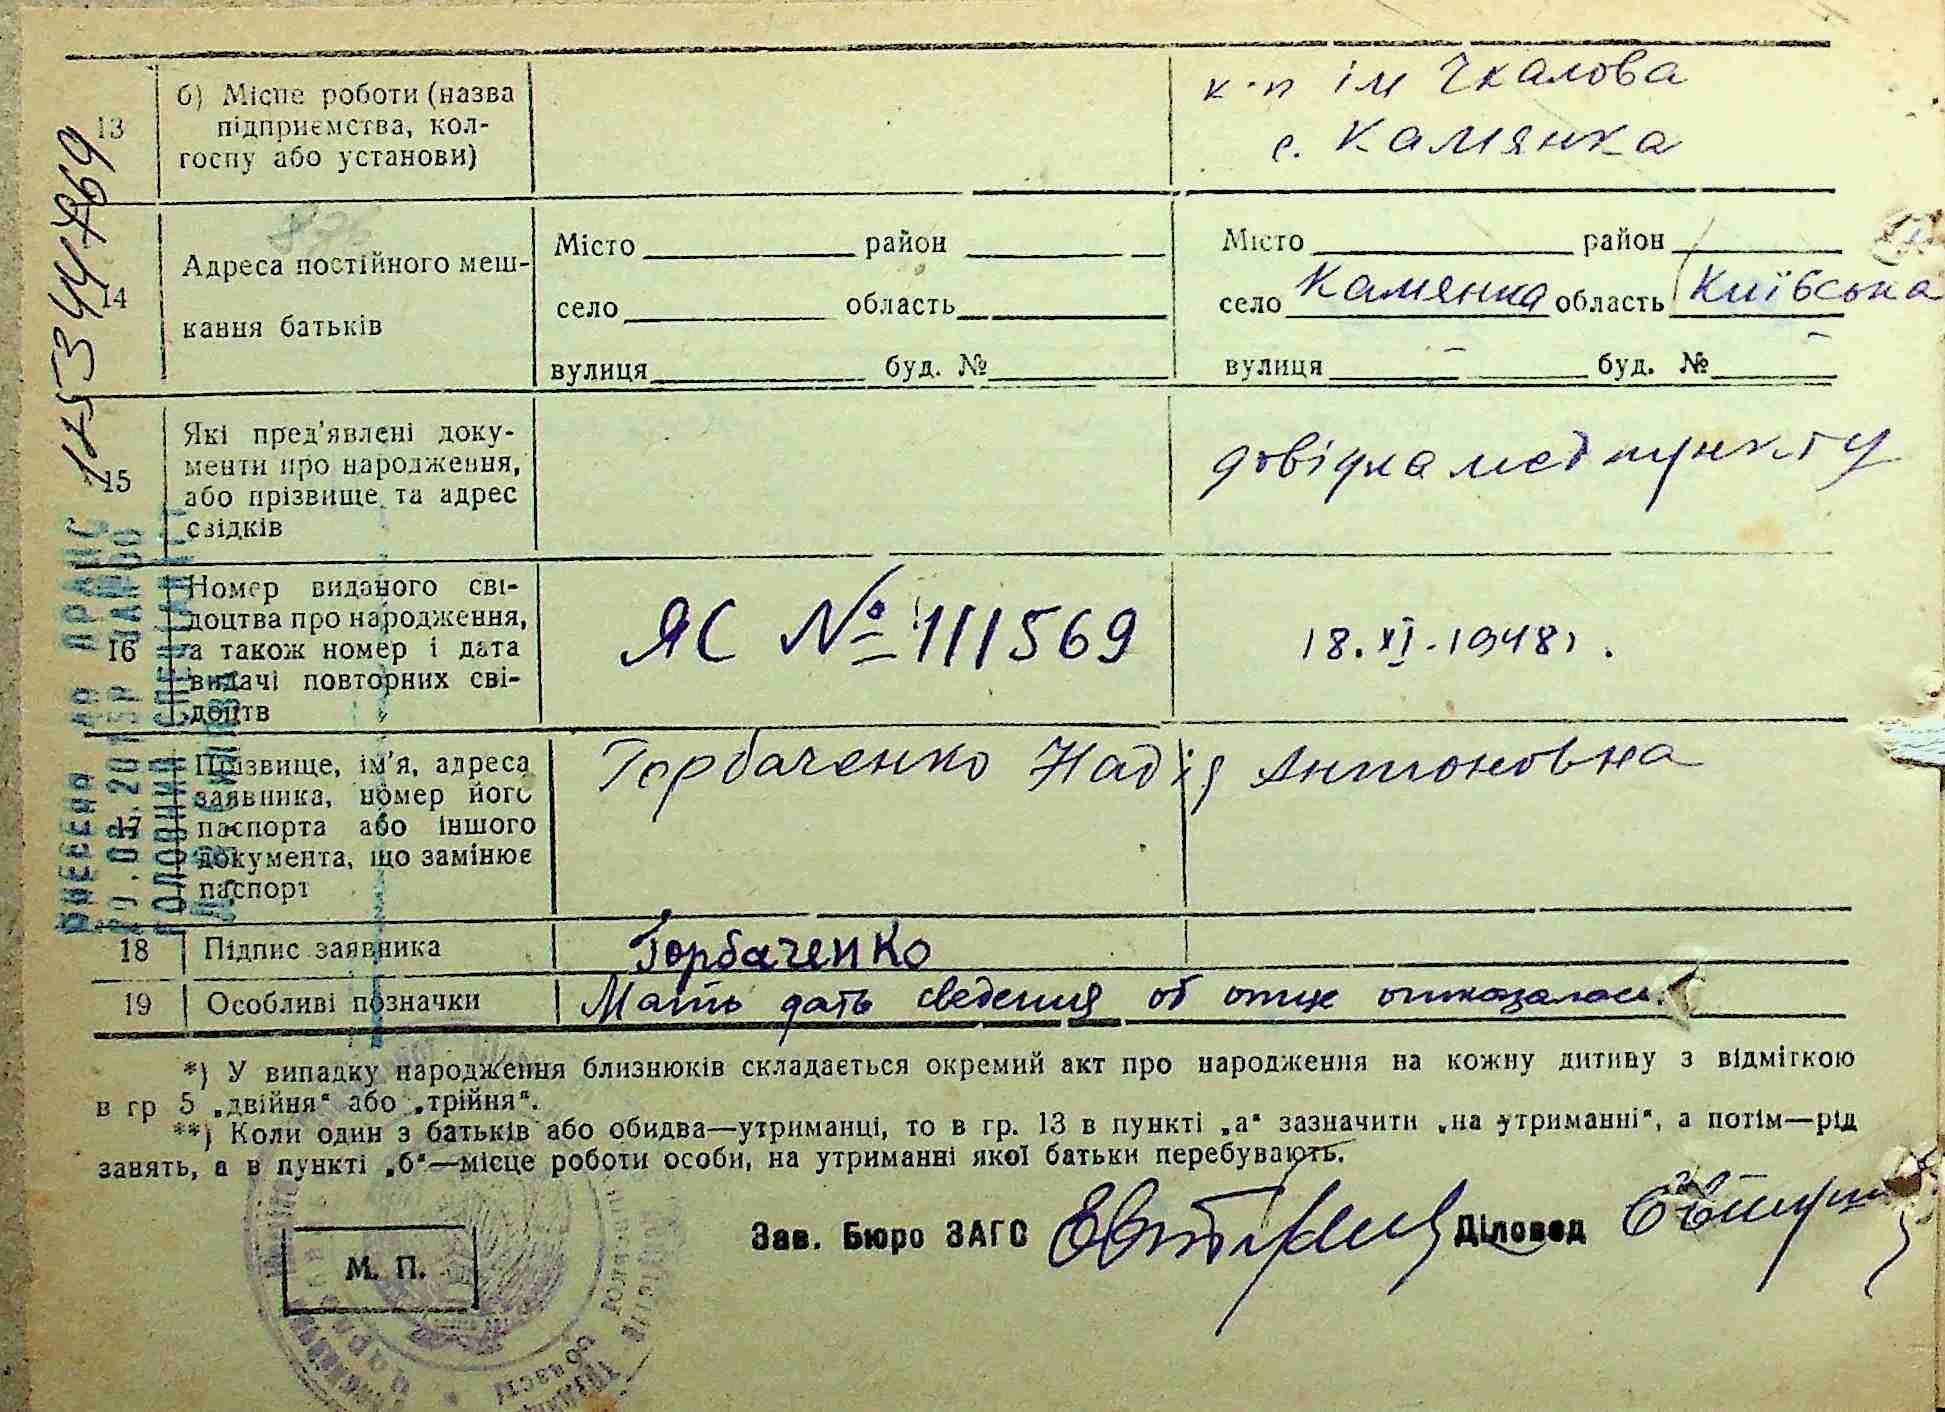 13 б) Місце роботи (назва
підприємства, кол-
госпу або установи)
к-п ім Чкалова
с. Камянка
14 Адреса постійного меш-
кання батьків
Місто район
село область
вулиця буд. №
Місто район
село Камянка область Київська
вулиця — буд. № —
15 Які пред'явлені доку-
менти про народження,
або прізвище та адрес
свідків
довідка медпункту
16 Номер виданого сві-
доцтва про народження,
а також номер і дата
видачі повторних сві-
доцтв
ЯС № 111569
18.XI.1948г.
17 Прізвище, ім'я, адреса
заявника, номер його
паспорта або іншого
документа, що замінює
паспорт
Горбаченко Надія Антоновна
18 Підпис заявника
Горбаченко
19 Особливі позначки
Мать дать сведения об отце отказалась.
*) У випадку народження близнюків складається окремий акт про народження на кожну дитину з відміткою
в гр 5 „двійня“ або „трійня“.
**) Коли один з батьків або обидва—утриманці, то в гр. 13 в пункті „а“ зазначити „на утриманні“, а потім—рід
занять, а в пункті „б“—місце роботи особи, на утриманні якої батьки перебувають.
Зав. Бюро ЗАГС
Діловод
М. П.
ВНЕСЕНА ДО ДРАЦС
ГОЛОВНИЙ СПЕЦІАЛІСТ